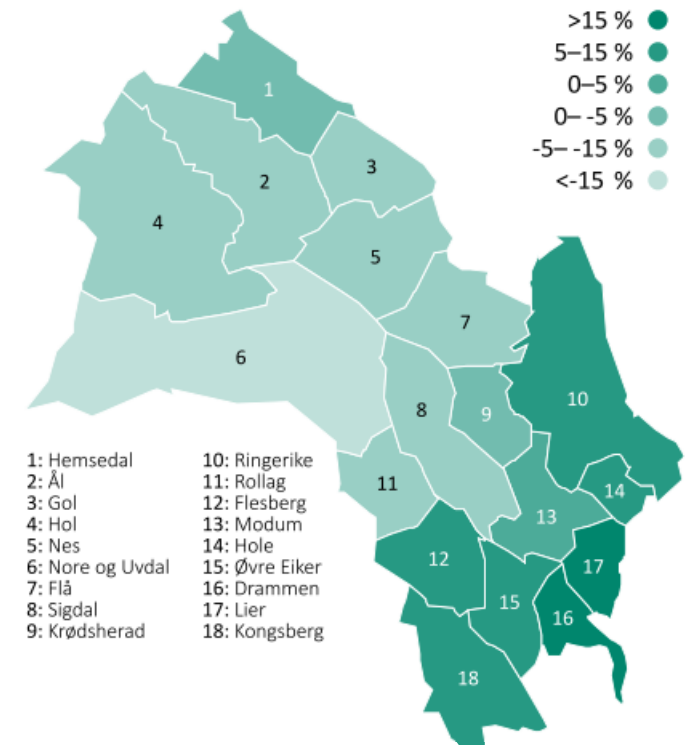 >15 %
5–15 %
0–5 %
0– -5 %
-5– -15 %
<-15 %
1
2
3
4
5
6
7
8
9
10
11
12
13
14
15
16
17
18
1: Hemsedal
2: Ål
3: Gol
4: Hol
5: Nes
6: Nore og Uvdal
7: Flå
8: Sigdal
9: Krødsherad
10: Ringerike
11: Rollag
12: Flesberg
13: Modum
14: Hole
15: Øvre Eiker
16: Drammen
17: Lier
18: Kongsberg